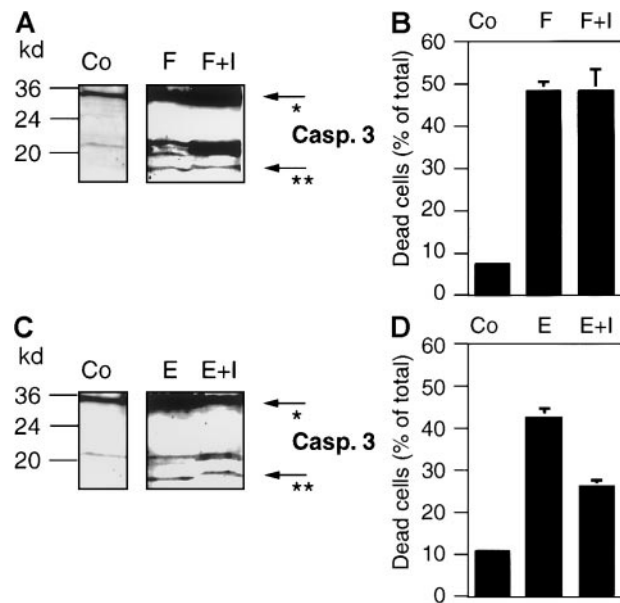 A
kd
Co
F
F+I
36
24
20
*
Casp. 3
**
B
Co
F
F+I
Dead cells (% of total)
60
50
40
30
20
10
0
C
kd
Co
E
E+I
36
24
20
*
Casp. 3
**
D
Co
E
E+I
Dead cells (% of total)
60
50
40
30
20
10
0